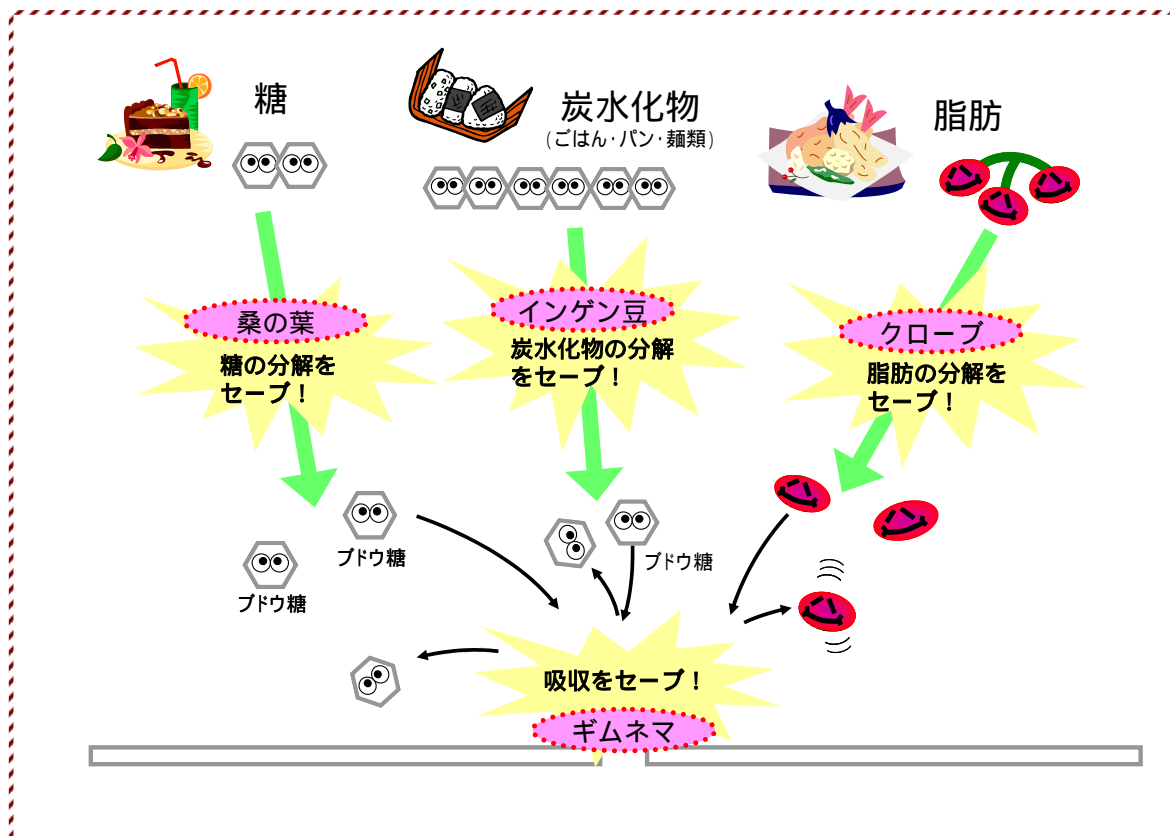 糖
炭水化物
(ごはん・パン・麺類)
脂肪
桑の葉
糖の分解を
セーブ！
インゲン豆
炭水化物の分解
をセーブ！
クローブ
脂肪の分解を
セーブ！
ブドウ糖
ブドウ糖
ブドウ糖
吸収をセーブ！
ギムネマ